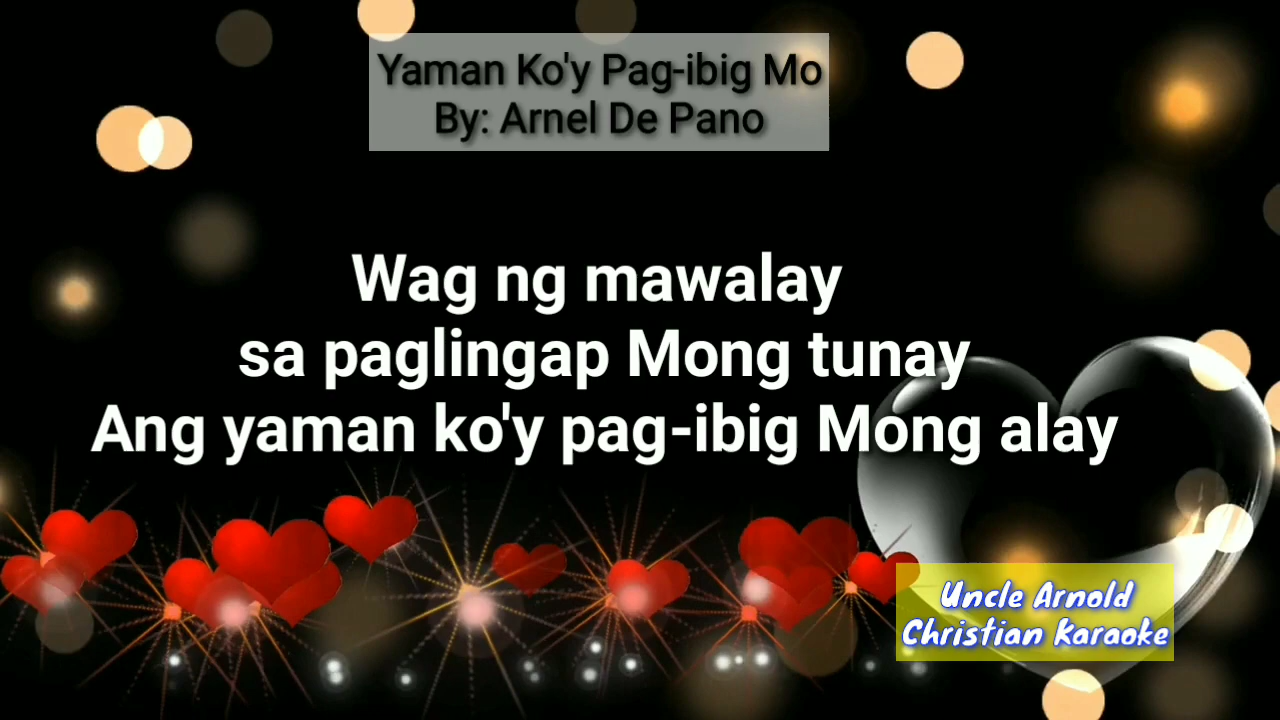 Yaman Ko'y Pag-ibig Mo
By: Arnel De Pano
Wag ng mawalay
sa paglingap Mong tunay
Ang yaman ko'y pag-ibig Mong alay
Uncle Arnold
Christian Karaoke